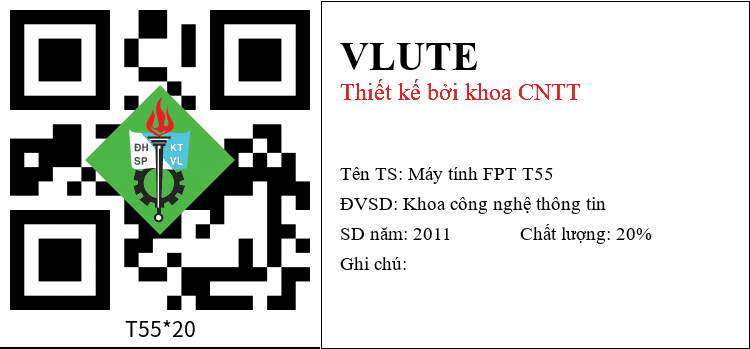 ĐH KT
SP VL
T55*20
VLUTE
Thiết kế bởi khoa CNTT
Tên TS: Máy tính FPT T55
ĐVSD: Khoa công nghệ thông tin
SD năm: 2011 Chất lượng: 20%
Ghi chú: